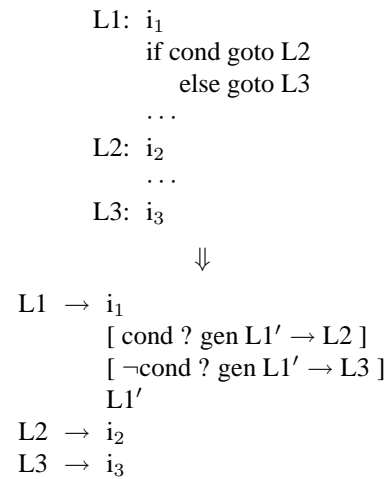 L1: i₁
if cond goto L2
else goto L3
...
L2: i₂
...
L3: i₃
⇓
L1 → i₁
[ cond ? gen L1′ → L2 ]
[ ¬cond ? gen L1′ → L3 ]
L1′
L2 → i₂
L3 → i₃